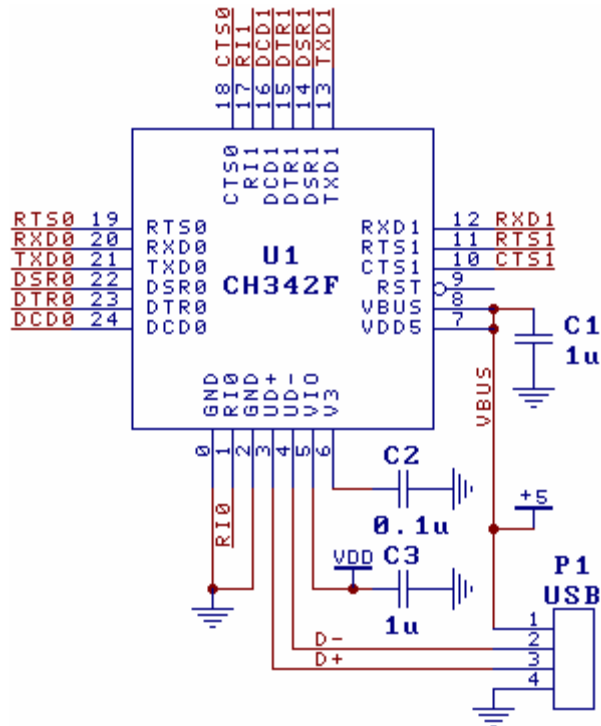 CTS0
RI1
DCD1
DTR1
DSR1
TXD1
18
17
16
15
14
13
CTS0
RI1
DCD1
DTR1
DSR1
TXD1
RTS0 19 RTS0
RXD0 20 RXD0
TXD0 21 TXD0
DSR0 22 DSR0
DTR0 23 DTR0
DCD0 24 DCD0
U1
CH342F
RXD1 12 RXD1
RTS1 11 RTS1
CTS1 10 CTS1
RST 9
VBUS 8
VDD5 7
C1
1u
VBUS
GND
RI0
GND
UD+
UD-
VIO
V3
0
1
2
3
4
5
6
RI0
C2
0.1u
+5
VDD
C3
1u
P1
USB
1
2
3
4
D-
D+